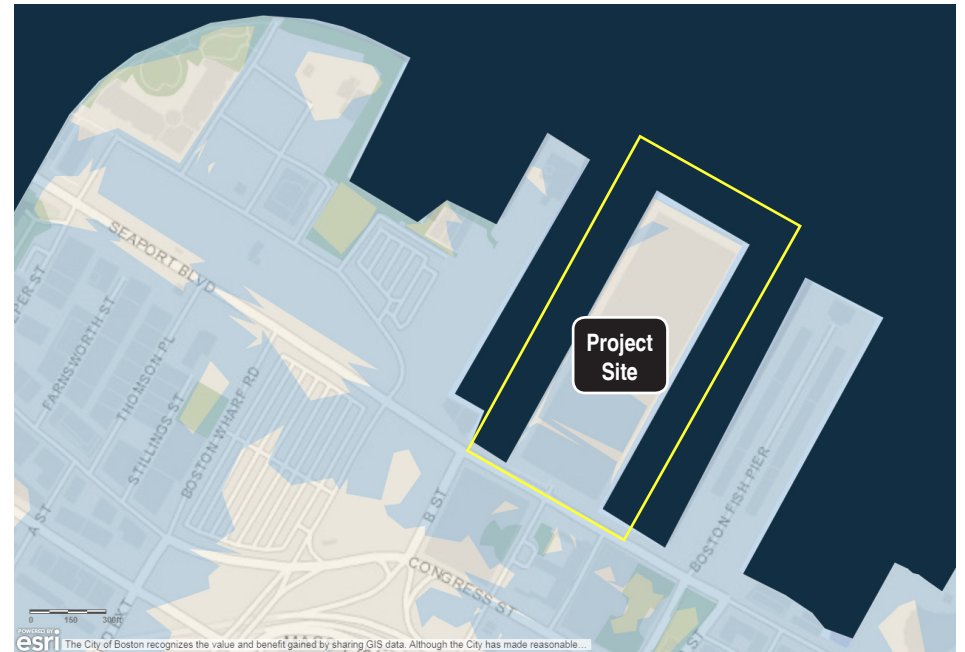 SEAPORT BLVD
FARNSWORTH ST
THOMSON PL
STILLINGS ST
BOSTON WHARF RD
A ST
B ST
CONGRESS ST
BOSTON FISH PIER
Project
Site
0 150 300ft
POWERED BY
esri
The City of Boston recognizes the value and benefit gained by sharing GIS data. Although the City has made reasonable...